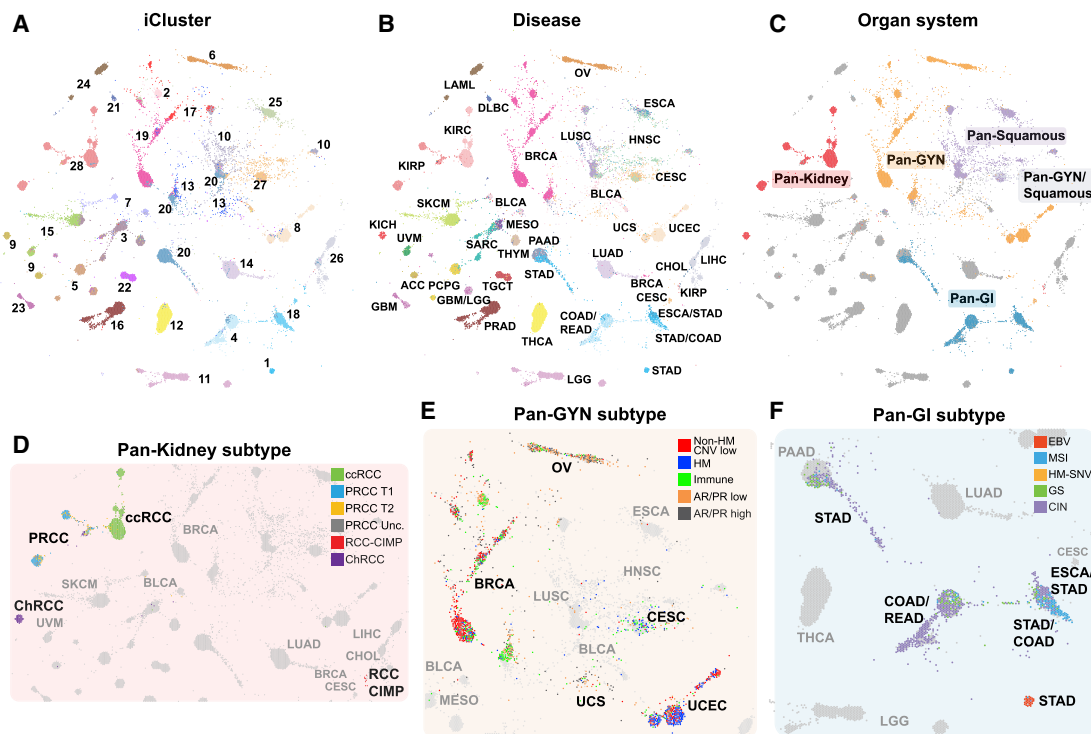 A
iCluster
6
24
21
2
17
25
19
10
10
28
20
27
13
13
7
20
15
3
8
9
20
26
9
14
5
22
23
16
12
18
4
1
11
B
Disease
OV
LAML
DLBC
ESCA
KIRC
LUSC
HNSC
BRCA
KIRP
CESC
BLCA
SKCM
BLCA
KICH
MESO
UCS
UCEC
UVM
SARC
PAAD
THYM
LUAD
LIHC
STAD
CHOL
ACC
PCPG
TGCT
BRCA
KIRP
GBM
GBM/LGG
CESC
PRAD
COAD/
READ
ESCA/STAD
THCA
STAD/COAD
STAD
LGG
C
Organ system
Pan-Squamous
Pan-GYN
Pan-Kidney
Pan-GYN/
Squamous
Pan-GI
D
Pan-Kidney subtype
ccRCC
PRCC T1
PRCC T2
PRCC Unc.
RCC-CIMP
ChRCC
ccRCC
BRCA
PRCC
SKCM
BLCA
ChRCC
UVM
LUAD
LIHC
CHOL
BRCA
CESC
RCC
CIMP
E
Pan-GYN subtype
Non-HM
CNV low
HM
Immune
AR/PR low
AR/PR high
OV
ESCA
HNSC
BRCA
LUSC
CESC
BLCA
BLCA
MESO
UCS
UCEC
F
Pan-GI subtype
EBV
MSI
HM-SNV
GS
CIN
PAAD
LUAD
STAD
CESC
ESCA/
STAD
COAD/
READ
STAD/
COAD
THCA
STAD
LGG